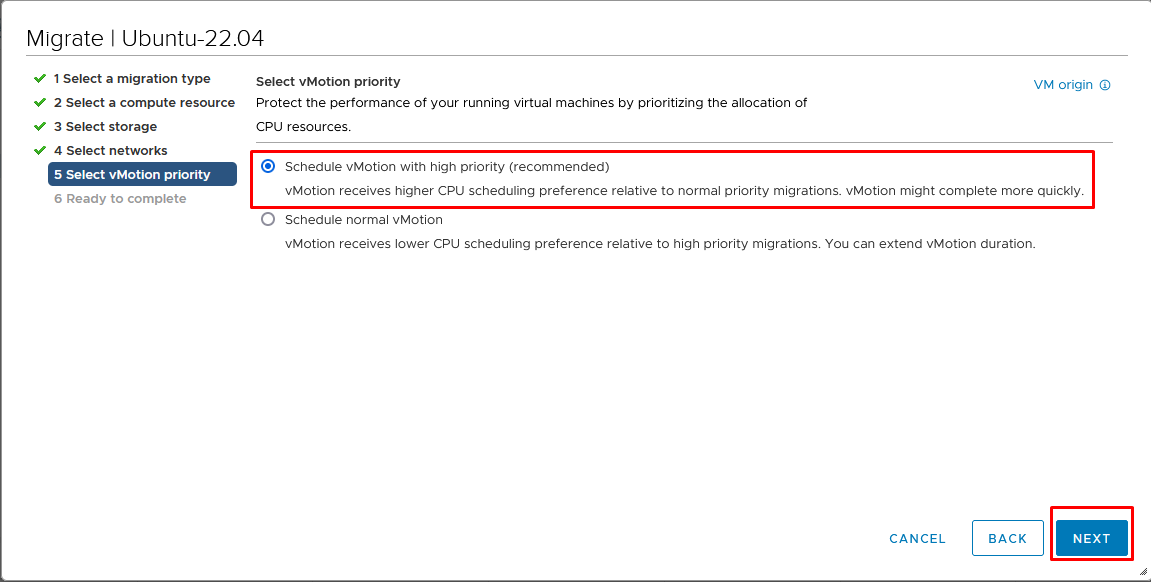 Migrate | Ubuntu-22.04
1 Select a migration type
2 Select a compute resource
3 Select storage
4 Select networks
5 Select vMotion priority
6 Ready to complete
Select vMotion priority
VM origin
Protect the performance of your running virtual machines by prioritizing the allocation of
CPU resources.
Schedule vMotion with high priority (recommended)
vMotion receives higher CPU scheduling preference relative to normal priority migrations. vMotion might complete more quickly.
Schedule normal vMotion
vMotion receives lower CPU scheduling preference relative to high priority migrations. You can extend vMotion duration.
CANCEL
BACK
NEXT